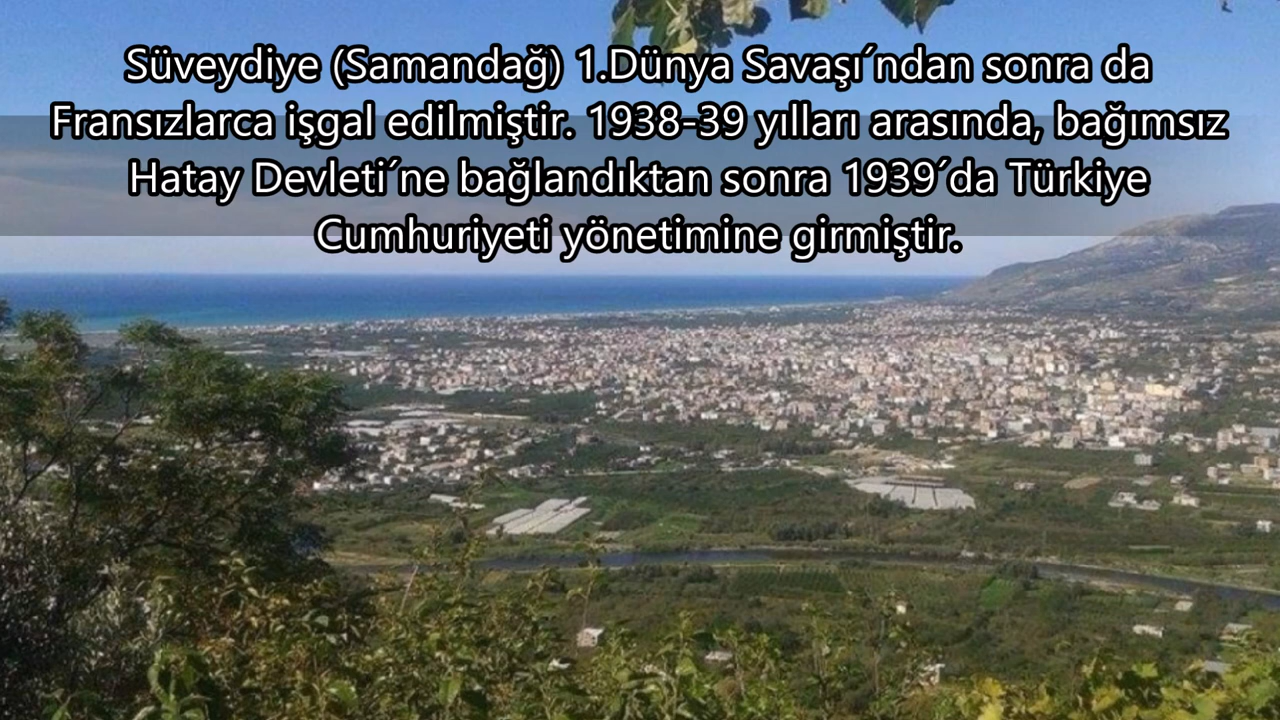 Süveydiye (Samandağ) 1.Dünya Savaşı´ndan sonra da
Fransızlarca işgal edilmiştir. 1938-39 yılları arasında, bağımsız
Hatay Devleti´ne bağlandıktan sonra 1939´da Türkiye
Cumhuriyeti yönetimine girmiştir.